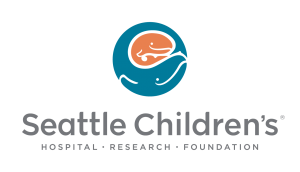 Seattle Children's®
HOSPITAL • RESEARCH • FOUNDATION